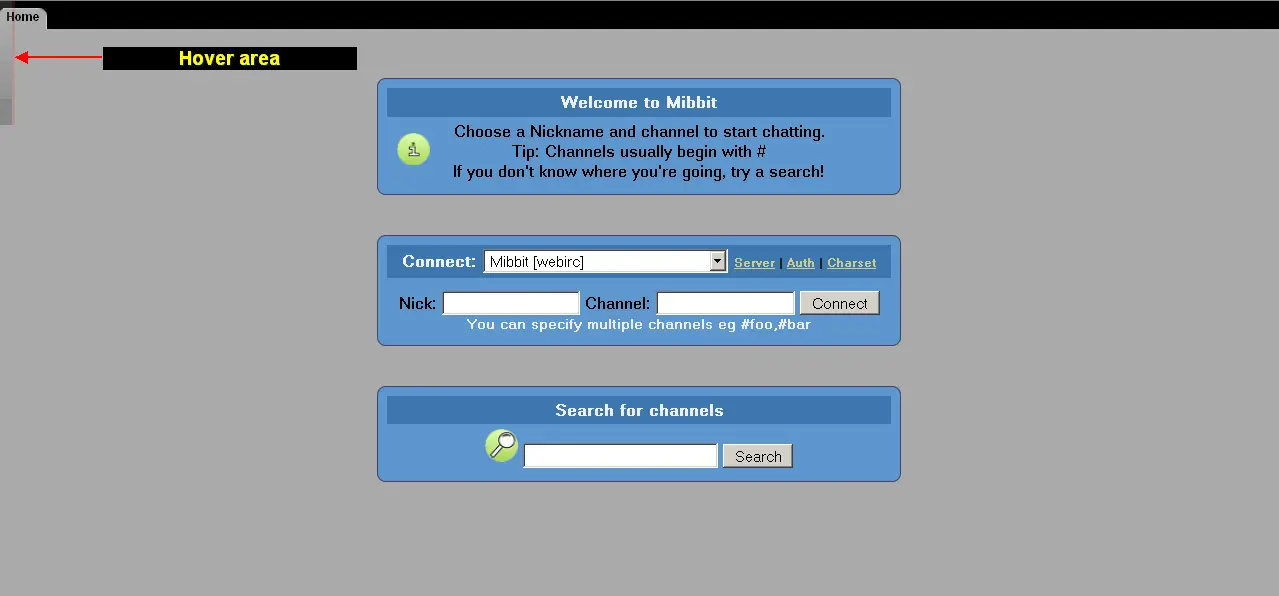 Home
Hover area
Welcome to Mibbit
Choose a Nickname and channel to start chatting.
Tip: Channels usually begin with #
If you don't know where you're going, try a search!
Connect: Mibbit [webirc] Server | Auth | Charset
Nick: Channel: Connect
You can specify multiple channels eg #foo,#bar
Search for channels
Search